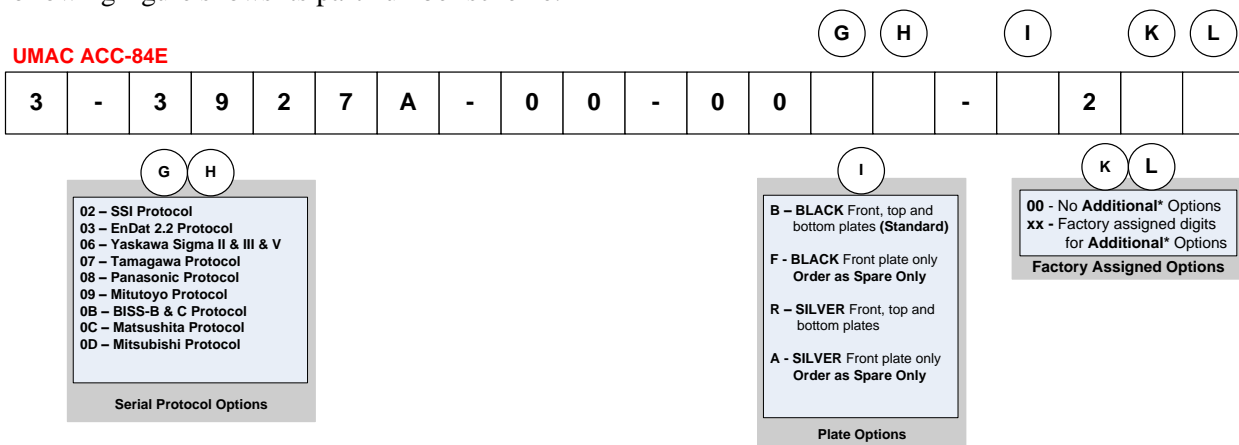 following figure shows its part number scheme:
G H I K L
UMAC ACC-84E
3 - 3 9 2 7 A - 0 0 - 0 0 - 2
G H
02 – SSI Protocol
03 – EnDat 2.2 Protocol
06 – Yaskawa Sigma II & III & V
07 – Tamagawa Protocol
08 – Panasonic Protocol
09 – Mitutoyo Protocol
0B – BISS-B & C Protocol
0C – Matsushita Protocol
0D – Mitsubishi Protocol
Serial Protocol Options
I
B – BLACK Front, top and
bottom plates (Standard)
F - BLACK Front plate only
Order as Spare Only
R – SILVER Front, top and
bottom plates
A - SILVER Front plate only
Order as Spare Only
Plate Options
K L
00 - No Additional* Options
xx - Factory assigned digits
for Additional* Options
Factory Assigned Options